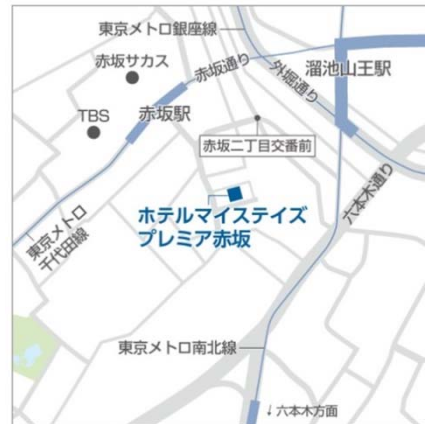 東京メトロ銀座線
赤坂サカス
赤坂通り
外堀通り
溜池山王駅
TBS
赤坂駅
赤坂二丁目交番前
六本木通り
ホテルマイステイズ
プレミア赤坂
東京メトロ
千代田線
東京メトロ南北線
↓六本木方面